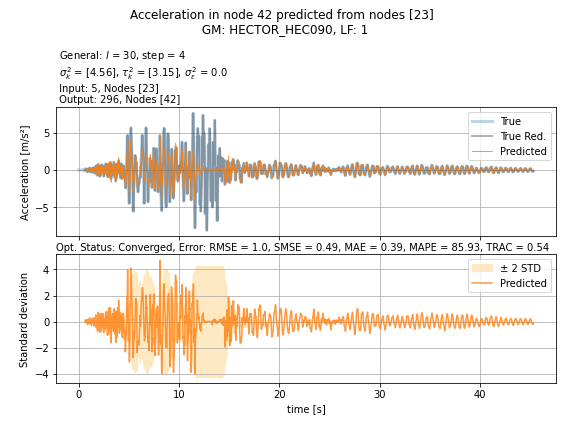 Acceleration in node 42 predicted from nodes [23]
GM: HECTOR_HEC090, LF: 1
General: l = 30, step = 4
σ²ₖ = [4.56], τ²ₖ = [3.15], σ²_ε = 0.0
Input: 5, Nodes [23]
Output: 296, Nodes [42]
Acceleration [m/s²]
5
0
−5
True
True Red.
Predicted
Opt. Status: Converged, Error: RMSE = 1.0, SMSE = 0.49, MAE = 0.39, MAPE = 85.93, TRAC = 0.54
Standard deviation
4
2
0
−2
−4
± 2 STD
Predicted
0 10 20 30 40
time [s]